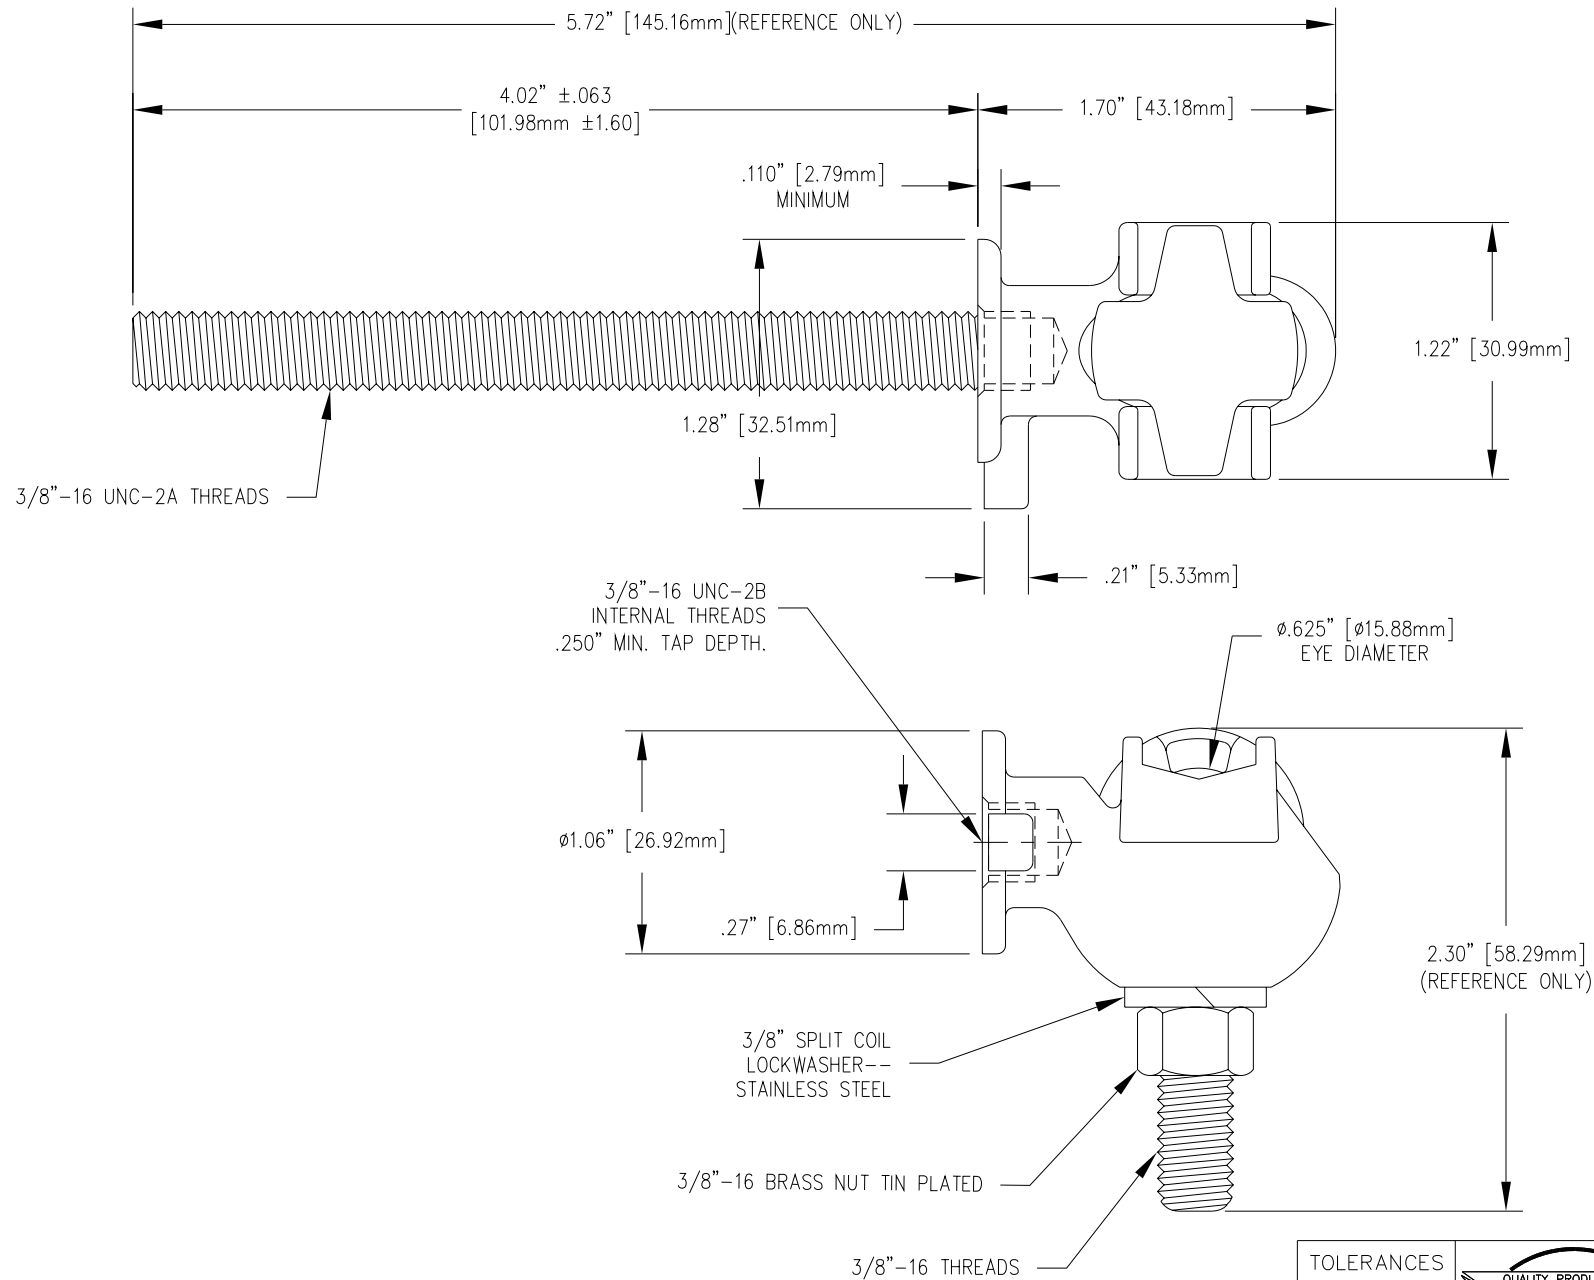 5.72” [145.16mm](REFERENCE ONLY)
4.02” ±.063
[101.98mm ±1.60]
1.70” [43.18mm]
.110” [2.79mm]
MINIMUM
1.22” [30.99mm]
1.28” [32.51mm]
3/8”-16 UNC-2A THREADS
.21” [5.33mm]
3/8”-16 UNC-2B
INTERNAL THREADS
.250” MIN. TAP DEPTH.
ø.625” [ø15.88mm]
EYE DIAMETER
ø1.06” [26.92mm]
.27” [6.86mm]
2.30” [58.29mm]
(REFERENCE ONLY)
3/8” SPLIT COIL
LOCKWASHER--
STAINLESS STEEL
3/8”-16 BRASS NUT TIN PLATED
3/8”-16 THREADS
TOLERANCES
QUALITY